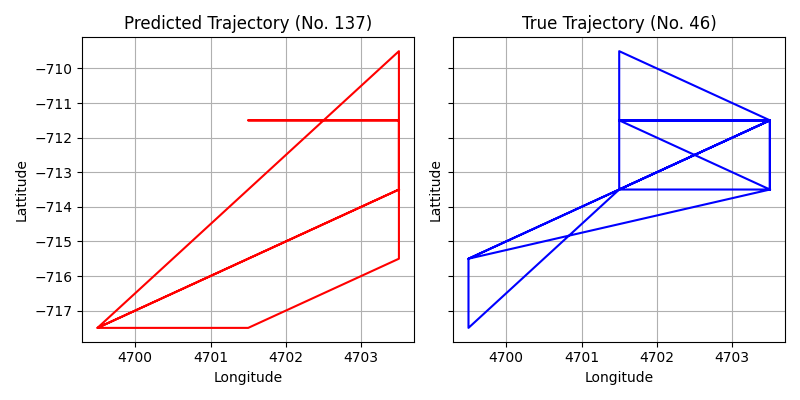 Predicted Trajectory (No. 137)
True Trajectory (No. 46)
−710
−711
−712
−713
−714
−715
−716
−717
Lattitude
Lattitude
4700 4701 4702 4703
4700 4701 4702 4703
Longitude
Longitude